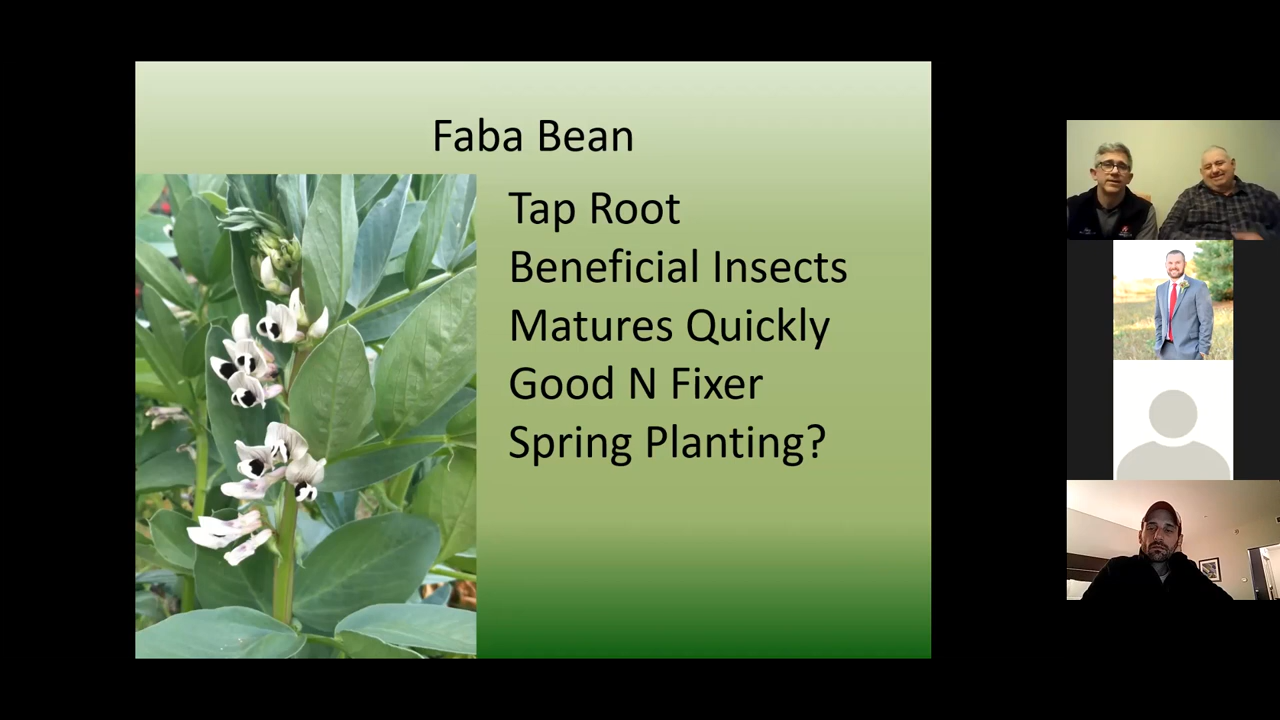 Faba Bean
Tap Root
Beneficial Insects
Matures Quickly
Good N Fixer
Spring Planting?